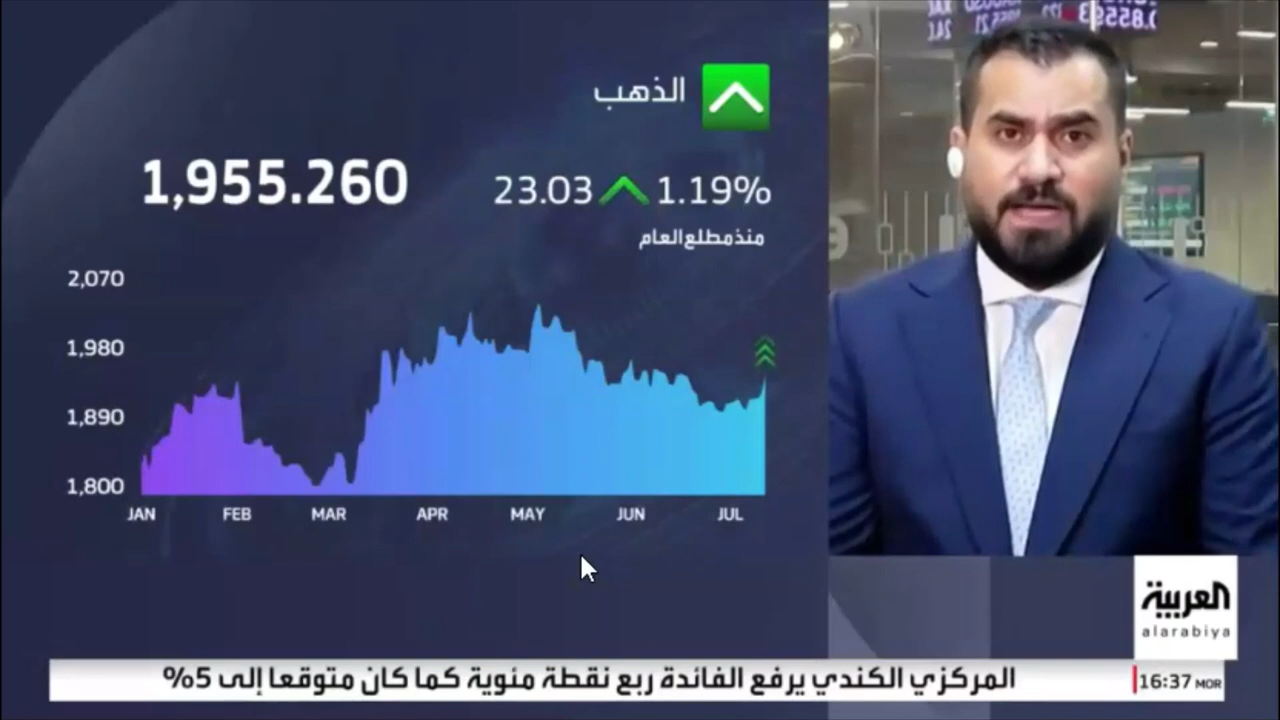 الذهب
1,955.260
23.03
1.19%
منذ مطلع العام
2,070
1,980
1,890
1,800
JAN FEB MAR APR MAY JUN JUL
العربية
alarabiya
المركزي الكندي يرفع الفائدة ربع نقطة مئوية كما كان متوقعا إلى 5%
16:37 MOR